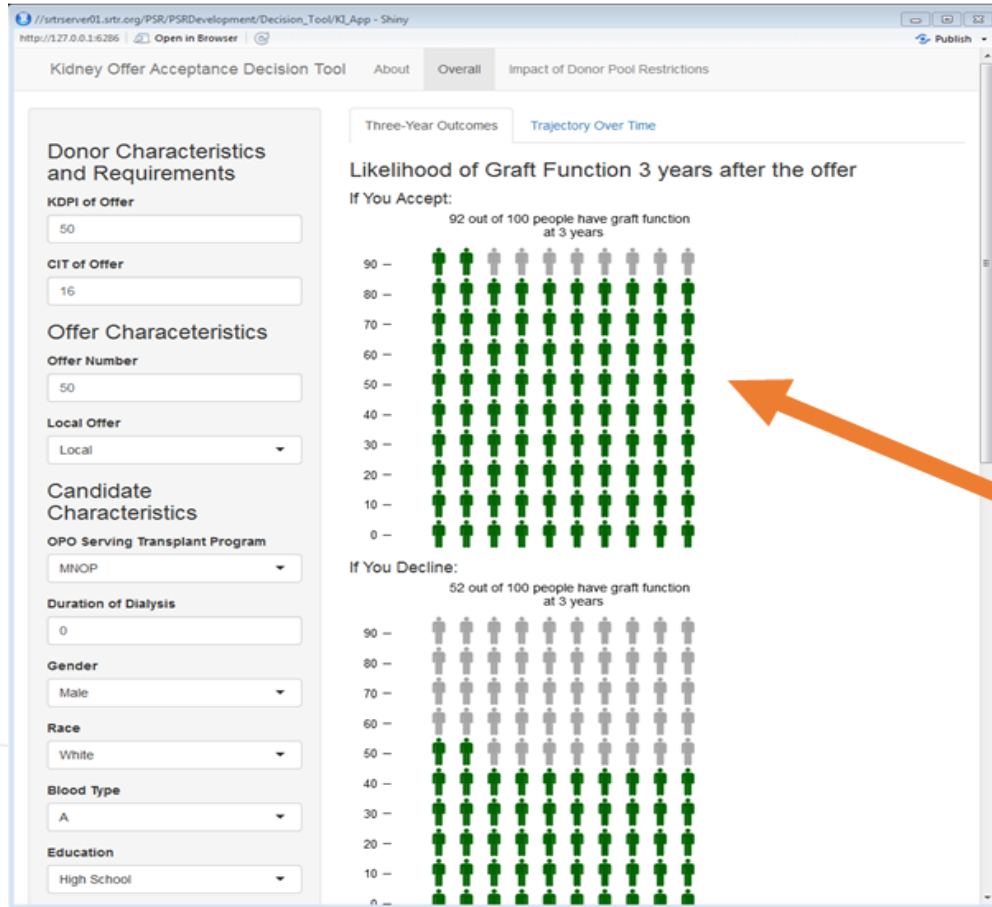 //srtrserver01.srtr.org/PSR/PSRDevelopment/Decision_Tool/KI_App - Shiny
http://127.0.0.1:6286 Open in Browser Publish
Kidney Offer Acceptance Decision Tool About Overall Impact of Donor Pool Restrictions
Three-Year Outcomes Trajectory Over Time
Donor Characteristics
and Requirements
KDPI of Offer
50
CIT of Offer
16
Offer Characeteristics
Offer Number
50
Local Offer
Local
Candidate
Characteristics
OPO Serving Transplant Program
MNOP
Duration of Dialysis
0
Gender
Male
Race
White
Blood Type
A
Education
High School
Likelihood of Graft Function 3 years after the offer
If You Accept:
92 out of 100 people have graft function
at 3 years
90
80
70
60
50
40
30
20
10
0
If You Decline:
52 out of 100 people have graft function
at 3 years
90
80
70
60
50
40
30
20
10
0